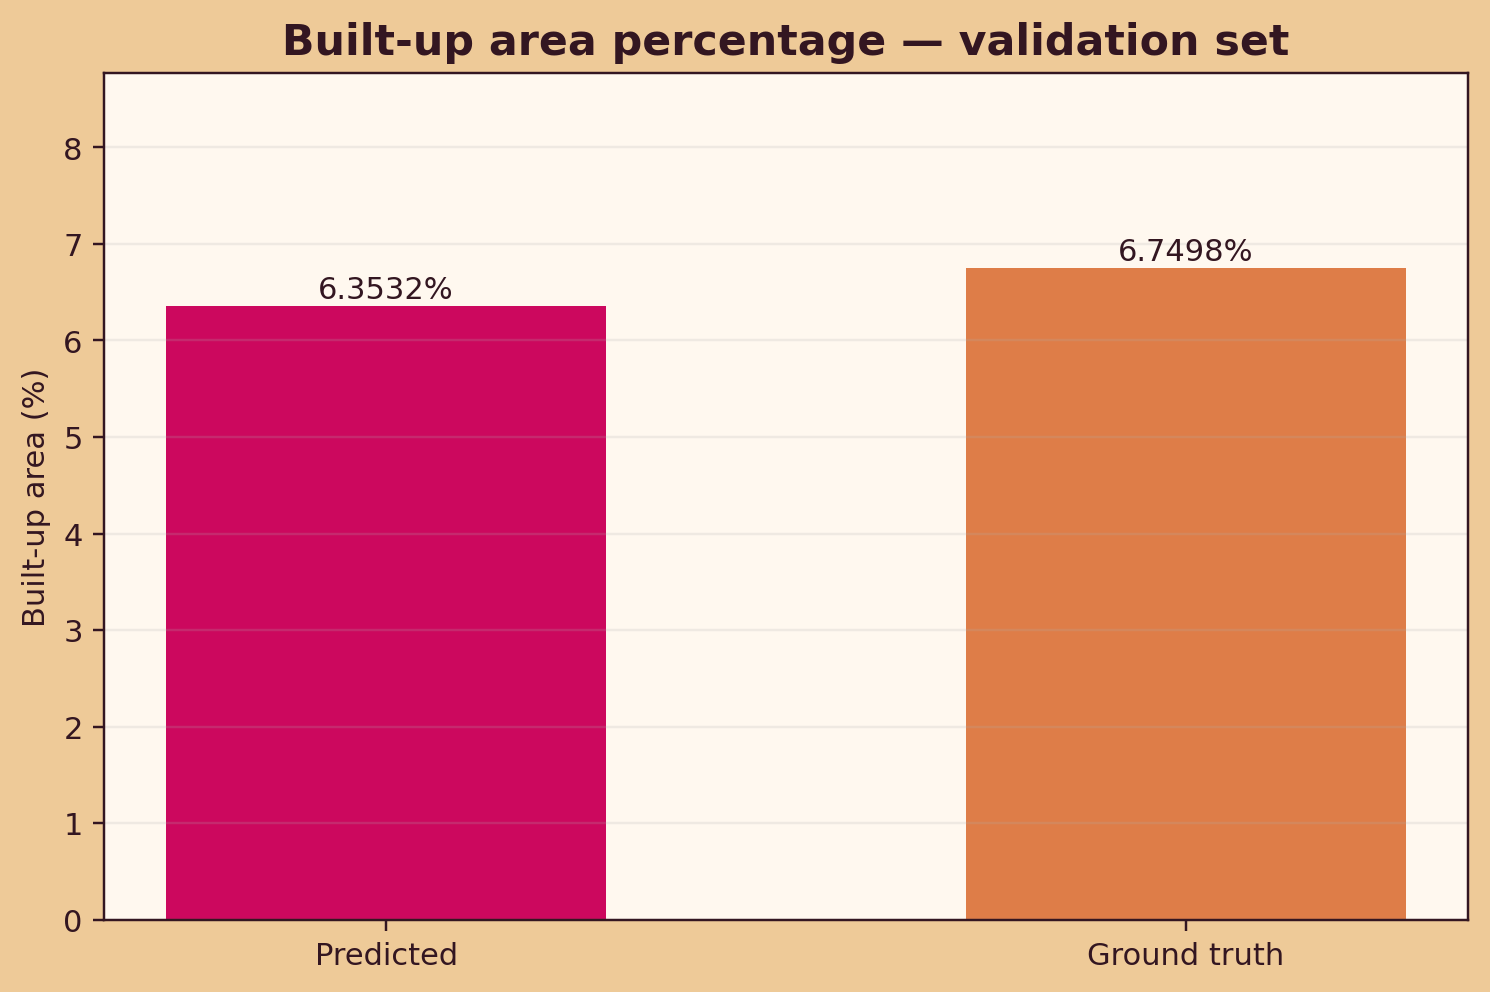 Built-up area percentage — validation set
Built-up area (%)
8
7
6
5
4
3
2
1
0
6.3532%
6.7498%
Predicted
Ground truth